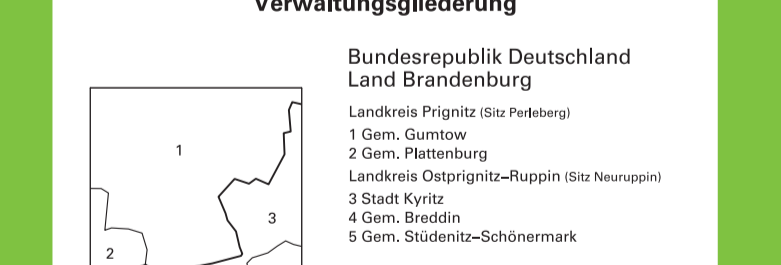 Verwaltungsgliederung
Bundesrepublik Deutschland
Land Brandenburg
Landkreis Prignitz (Sitz Perleberg)
1 Gem. Gumtow
2 Gem. Plattenburg
Landkreis Ostprignitz–Ruppin (Sitz Neuruppin)
3 Stadt Kyritz
4 Gem. Breddin
5 Gem. Stüdenitz–Schönermark
1
3
2